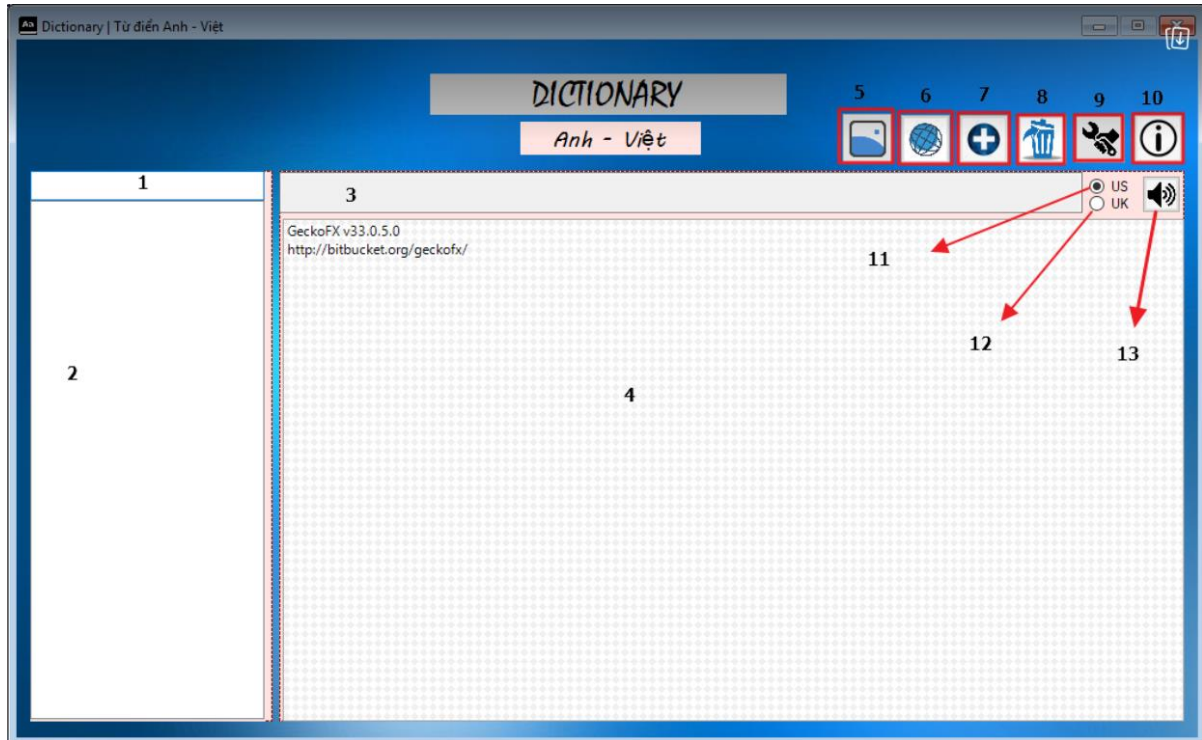 Dictionary | Từ điển Anh - Việt
DICTIONARY
Anh - Việt
5 6 7 8 9 10
1
3
US
UK
GeckoFX v33.0.5.0
http://bitbucket.org/geckofx/
11
12
13
2
4